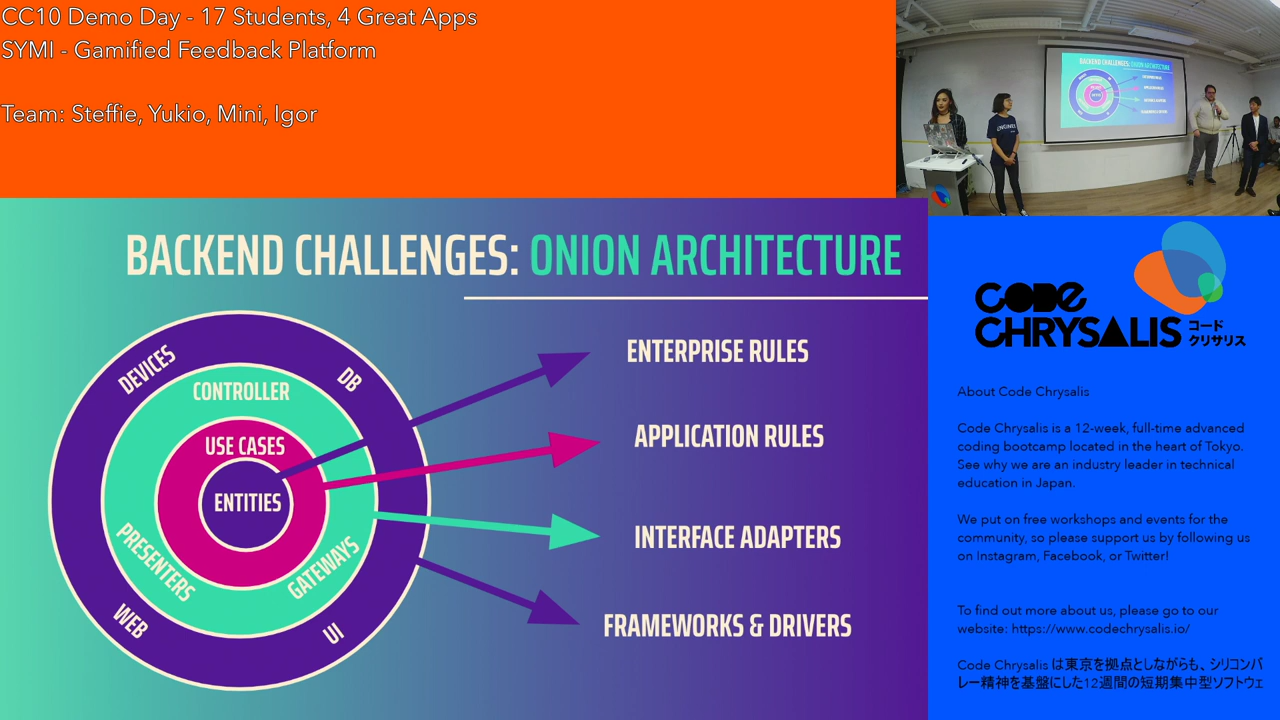 CC10 Demo Day - 17 Students, 4 Great Apps
SYMI - Gamified Feedback Platform
Team: Steffie, Yukio, Mini, Igor
BACKEND CHALLENGES: ONION ARCHITECTURE
DEVICES
DB
CONTROLLER
USE CASES
ENTITIES
PRESENTERS
GATEWAYS
WEB
UI
ENTERPRISE RULES
APPLICATION RULES
INTERFACE ADAPTERS
FRAMEWORKS & DRIVERS
BACKEND CHALLENGES: ONION ARCHITECTURE
CODE
CHRYSALIS
コード
クリサリス
About Code Chrysalis
Code Chrysalis is a 12-week, full-time advanced
coding bootcamp located in the heart of Tokyo.
See why we are an industry leader in technical
education in Japan.
We put on free workshops and events for the
community, so please support us by following us
on Instagram, Facebook, or Twitter!
To find out more about us, please go to our
website: https://www.codechrysalis.io/
Code Chrysalis は東京を拠点としながらも、シリコンバ
レー精神を基盤にした12週間の短期集中型ソフトウェ